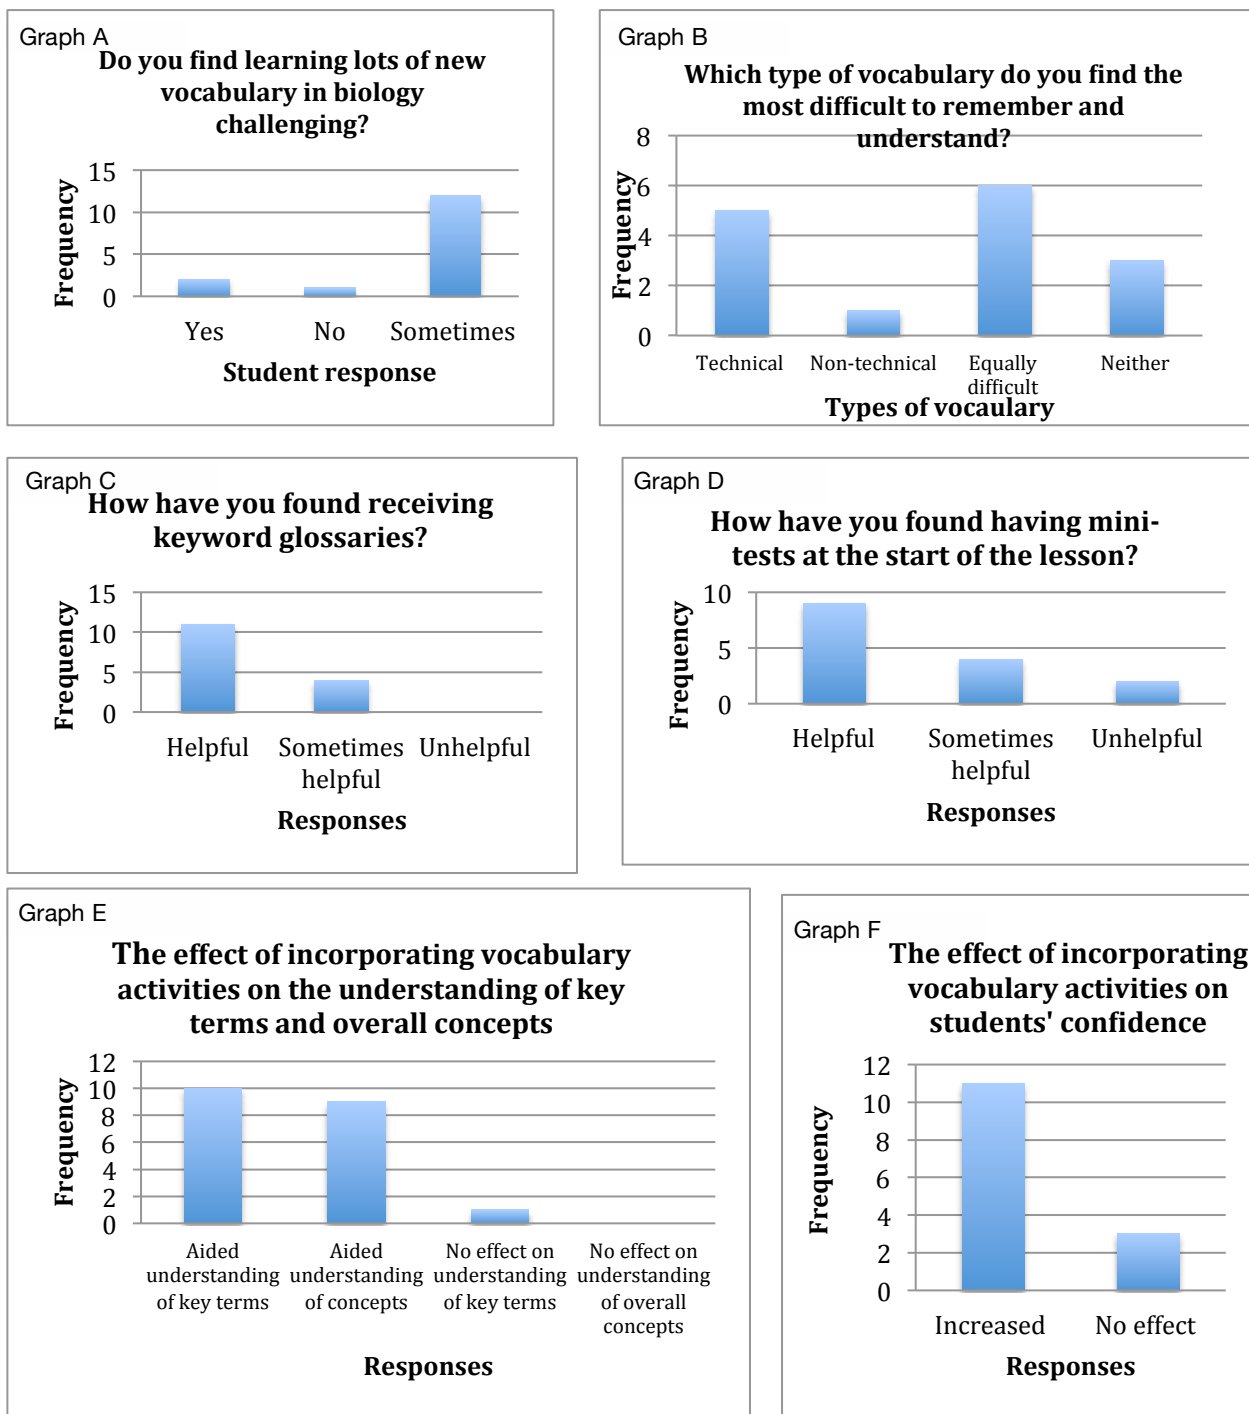 Graph A
Do you find learning lots of new
vocabulary in biology
challenging?
Frequency
15
10
5
0
Yes
No
Sometimes
Student response
Graph B
Which type of vocabulary do you find the
most difficult to remember and
understand?
Frequency
8
6
4
2
0
Technical
Non-technical
Equally
difficult
Neither
Types of vocaulary
Graph C
How have you found receiving
keyword glossaries?
Frequency
15
10
5
0
Helpful
Sometimes
helpful
Unhelpful
Responses
Graph D
How have you found having mini-
tests at the start of the lesson?
Frequency
10
5
0
Helpful
Sometimes
helpful
Unhelpful
Responses
Graph E
The effect of incorporating vocabulary
activities on the understanding of key
terms and overall concepts
Frequency
12
10
8
6
4
2
0
Aided
understanding
of key terms
Aided
understanding
of concepts
No effect on
understanding
of key terms
No effect on
understanding
of overall
concepts
Responses
Graph F
The effect of incorporating
vocabulary activities on
students' confidence
Frequency
12
10
8
6
4
2
0
Increased
No effect
Responses